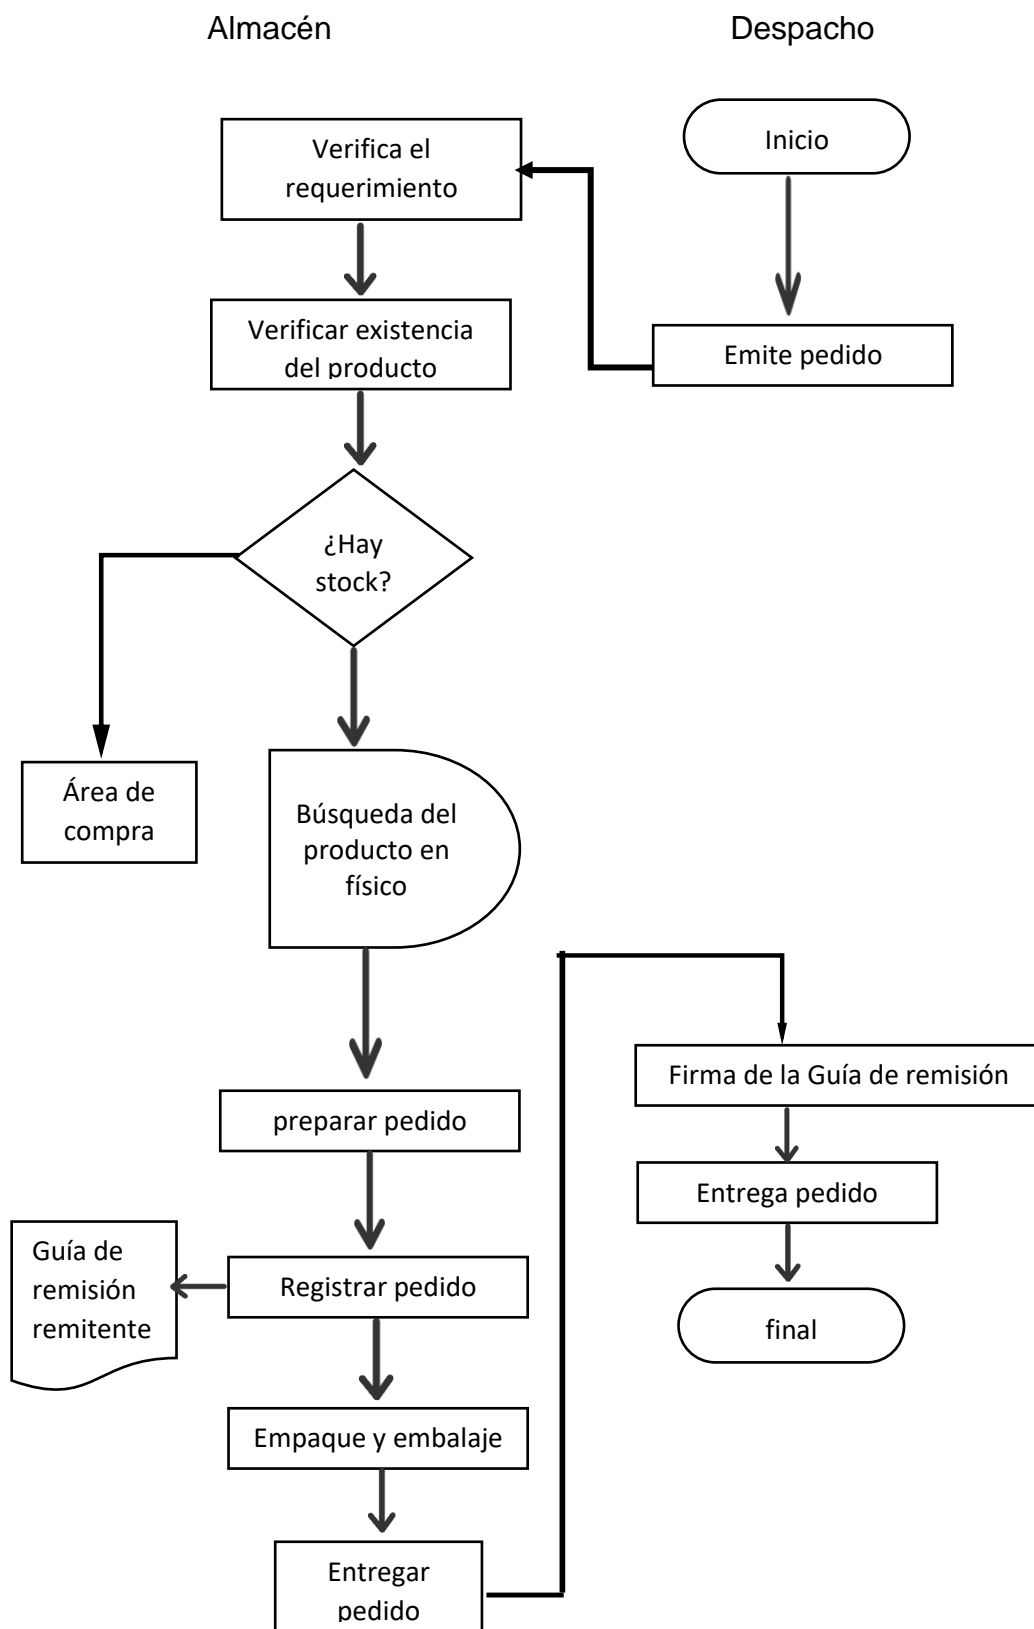 Almacén
Despacho
Inicio
Verifica el
requerimiento
Verificar existencia
del producto
Emite pedido
¿Hay
stock?
Área de
compra
Búsqueda del
producto en
físico
Firma de la Guía de remisión
preparar pedido
Entrega pedido
Guía de
remisión
remitente
Registrar pedido
final
Empaque y embalaje
Entregar
pedido